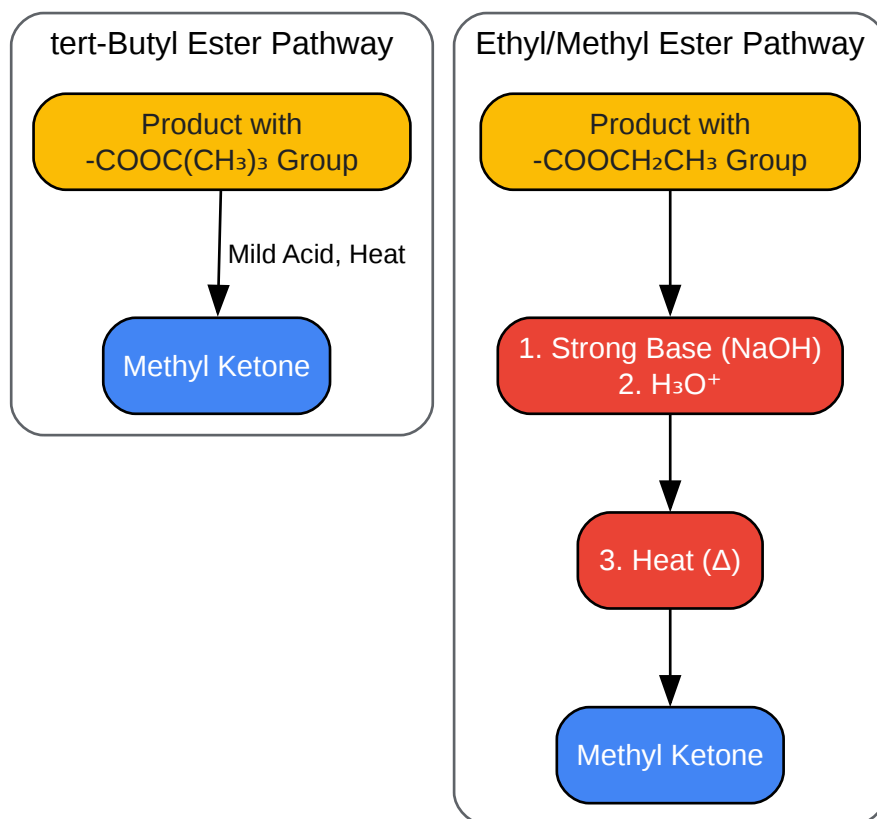 tert-Butyl Ester Pathway
Product with
-COOC(CH₃)₃ Group
Mild Acid, Heat
Methyl Ketone
Ethyl/Methyl Ester Pathway
Product with
-COOCH₂CH₃ Group
1. Strong Base (NaOH)
2. H₃O⁺
3. Heat (Δ)
Methyl Ketone